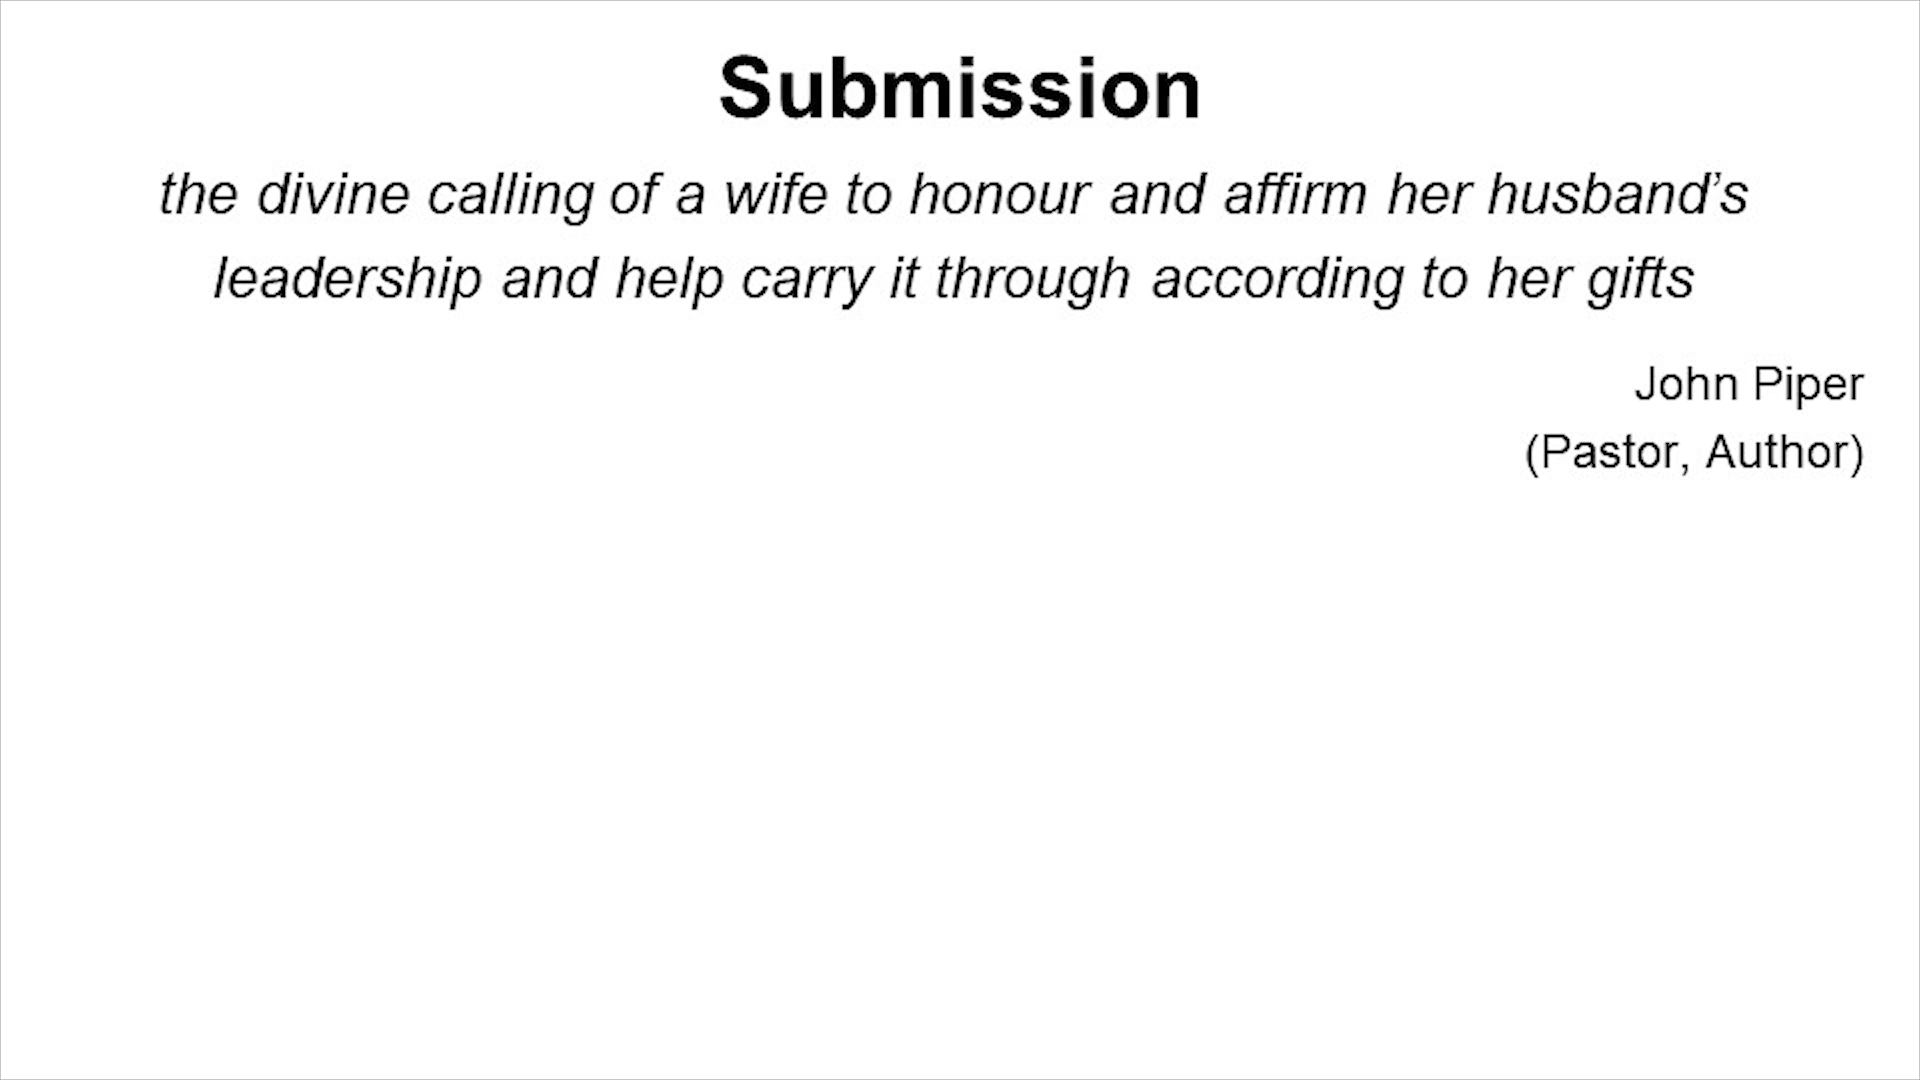 Submission
the divine calling of a wife to honour and affirm her husband’s
leadership and help carry it through according to her gifts
John Piper
(Pastor, Author)